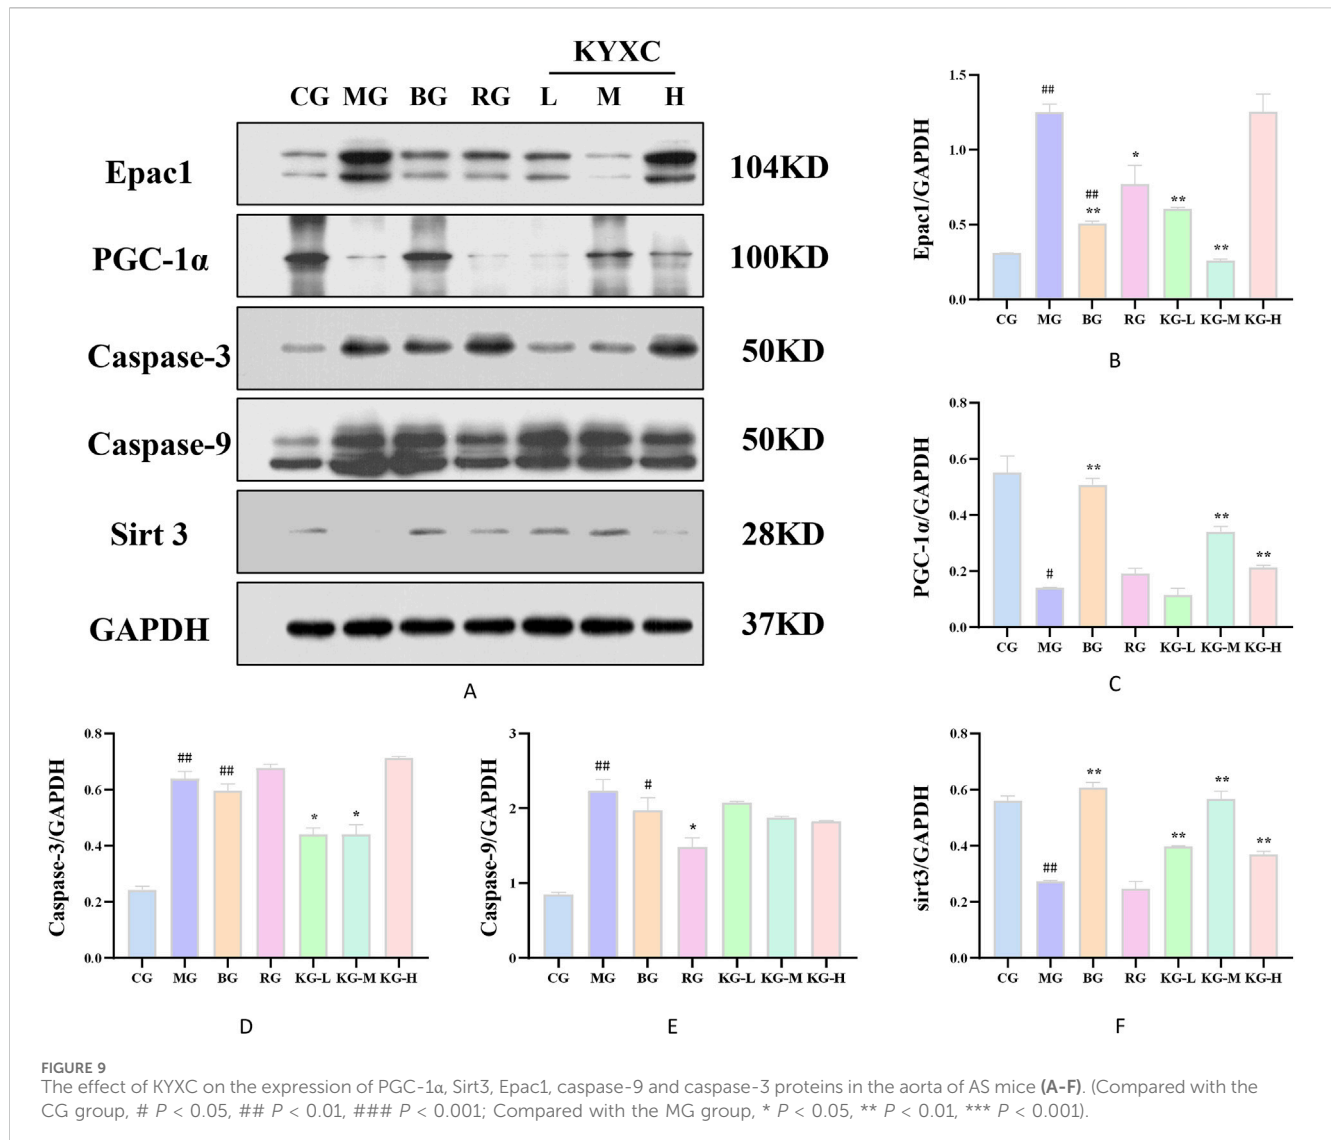 KYXC
CG MG BG RG L M H
Epac1 104KD
PGC-1α 100KD
Caspase-3 50KD
Caspase-9 50KD
Sirt 3 28KD
GAPDH 37KD
A
Epac1/GAPDH
1.5
1.0
0.5
0.0
##
##
**
*
**
**
CG MG BG RG KG-L KG-M KG-H
B
PGC-1α/GAPDH
0.8
0.6
0.4
0.2
0.0
#
**
**
**
CG MG BG RG KG-L KG-M KG-H
C
Caspase-3/GAPDH
0.8
0.6
0.4
0.2
0.0
##
##
*
*
CG MG BG RG KG-L KG-M KG-H
D
Caspase-9/GAPDH
3
2
1
0
##
#
*
CG MG BG RG KG-L KG-M KG-H
E
sirt3/GAPDH
0.8
0.6
0.4
0.2
0.0
##
**
**
**
**
CG MG BG RG KG-L KG-M KG-H
F
FIGURE 9
The effect of KYXC on the expression of PGC-1α, Sirt3, Epac1, caspase-9 and caspase-3 proteins in the aorta of AS mice (A-F). (Compared with the
CG group, # P < 0.05, ## P < 0.01, ### P < 0.001; Compared with the MG group, * P < 0.05, ** P < 0.01, *** P < 0.001).